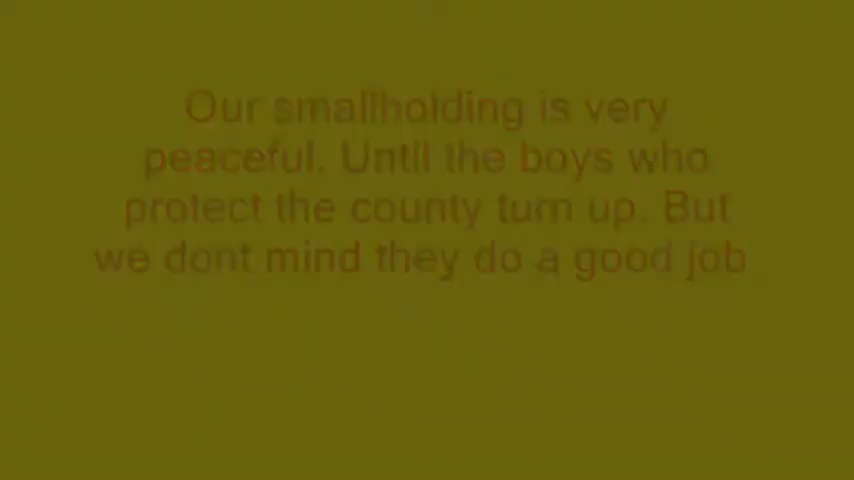 Our smallholding is very
peaceful. Until the boys who
protect the county turn up. But
we dont mind they do a good job